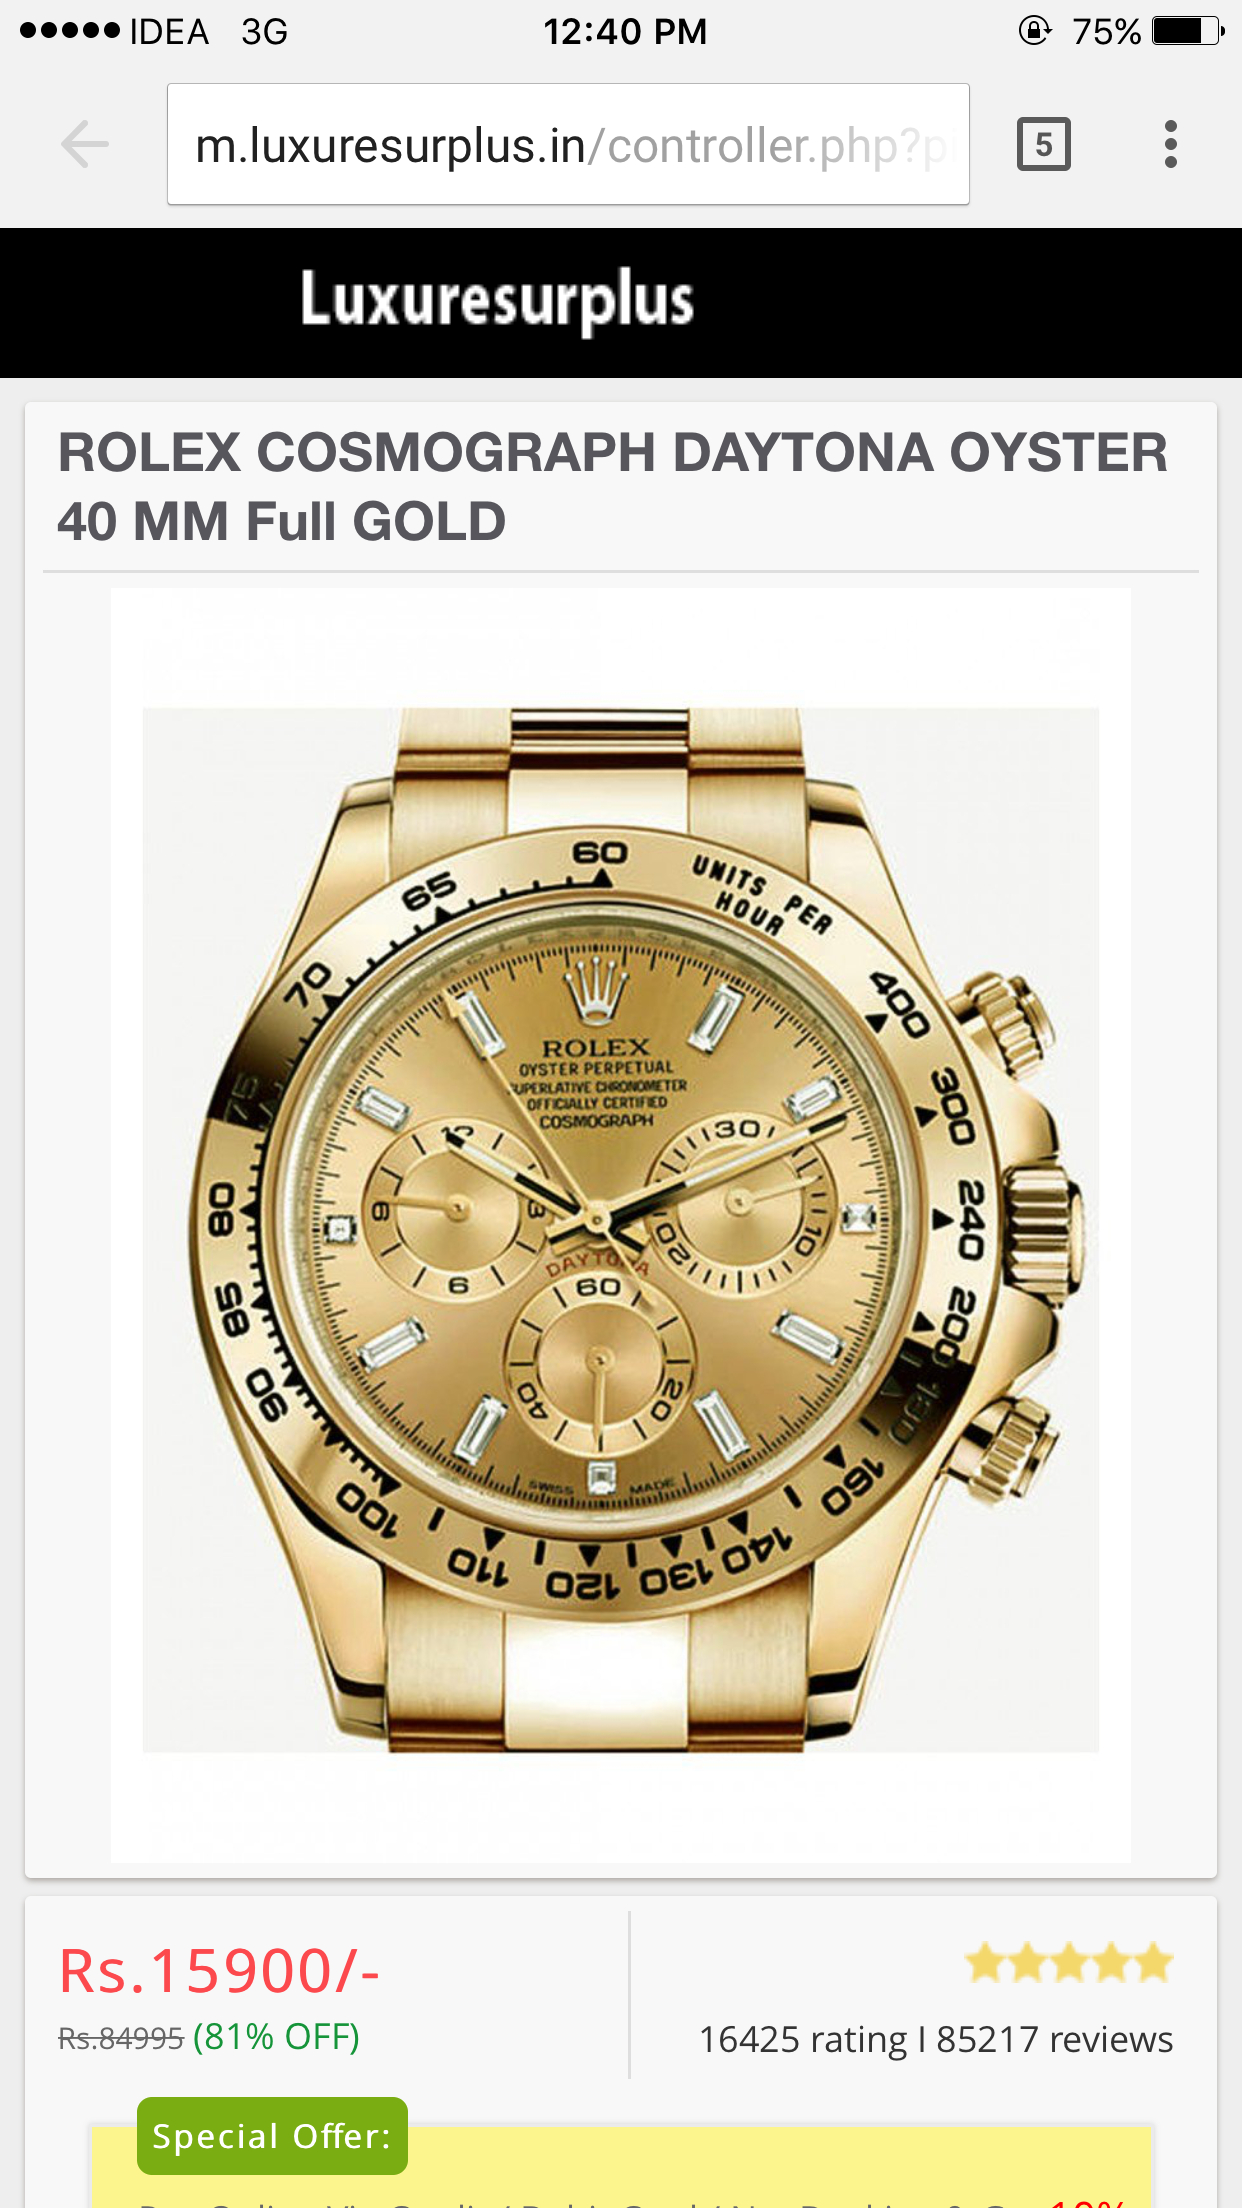 IDEA 3G 12:40 PM 75%
m.luxuresurplus.in/controller.php?pi
5
Luxuresurplus
ROLEX COSMOGRAPH DAYTONA OYSTER
40 MM Full GOLD
60
UNITS PER
HOUR
65
70
75
80
85
90
100
110
120
130
140
160
180
200
240
300
400
ROLEX
OYSTER PERPETUAL
SUPERLATIVE CHRONOMETER
OFFICIALLY CERTIFIED
COSMOGRAPH
12
3
6
9
30
10
20
DAYTONA
60
20
40
SWISS MADE
Rs.15900/-
Rs.84995 (81% OFF)
16425 rating I 85217 reviews
Special Offer: